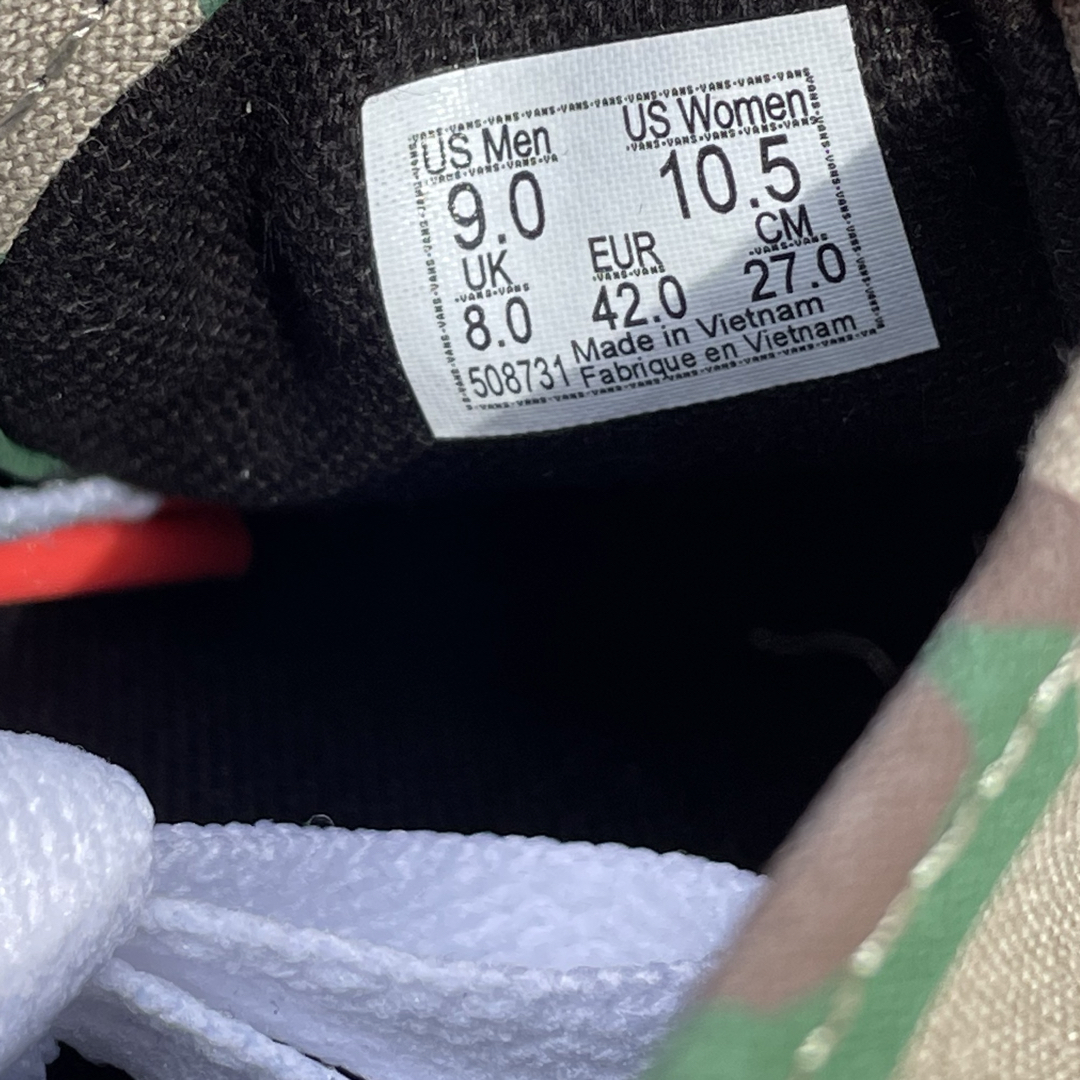 US Men US Women
9.0 10.5
UK EUR CM
8.0 42.0 27.0
508731 Made in Vietnam
Fabrique en Vietnam